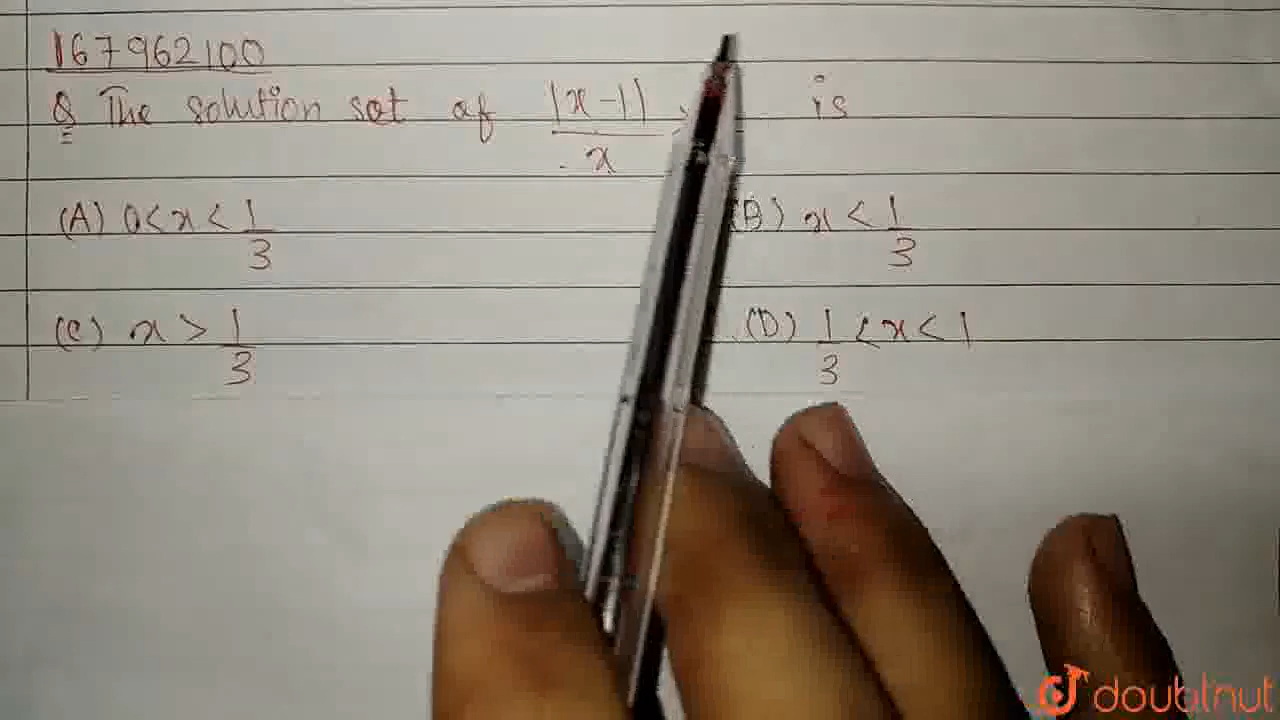 167962100
Q The solution set of |x-1| / x > is
(A) 0<x<1/3 (B) x<1/3
(C) x>1/3 (D) 1/3<x<1
doubtnut